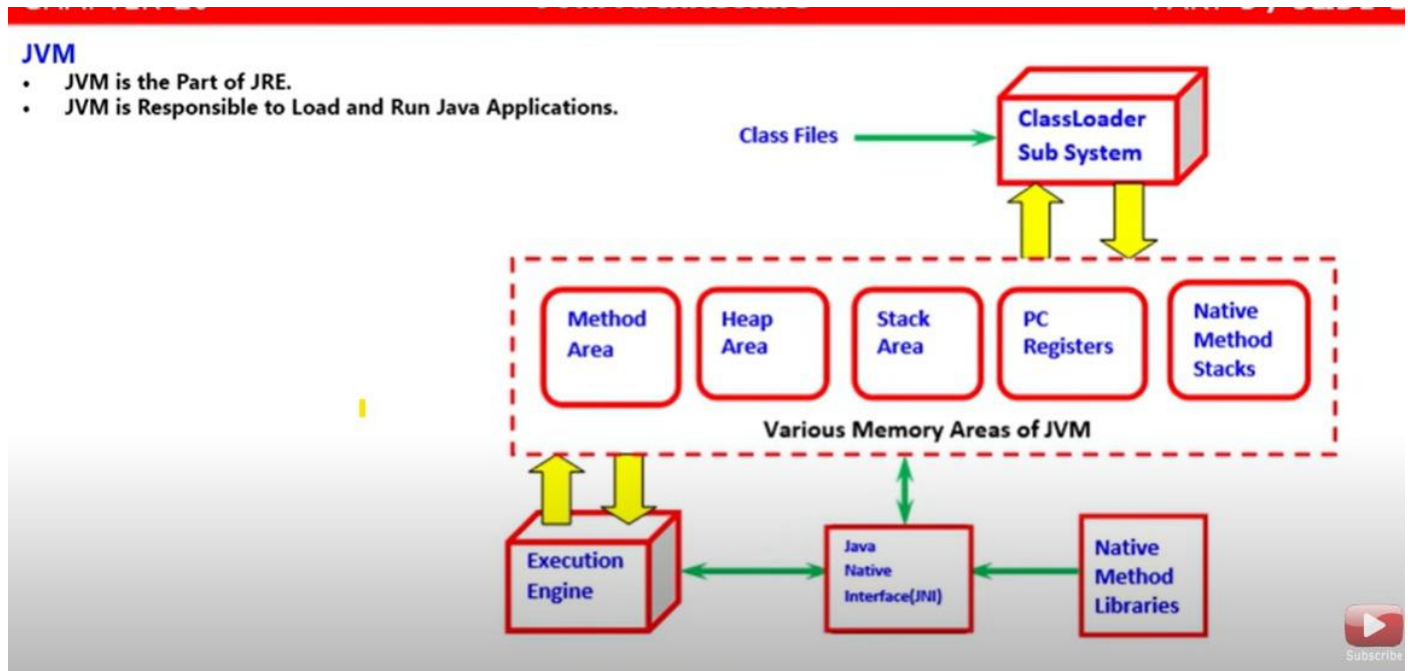 JVM
• JVM is the Part of JRE.
• JVM is Responsible to Load and Run Java Applications.
Class Files
ClassLoader
Sub System
Method
Area
Heap
Area
Stack
Area
PC
Registers
Native
Method
Stacks
Various Memory Areas of JVM
Execution
Engine
Java
Native
Interface(JNI)
Native
Method
Libraries
Subscribe